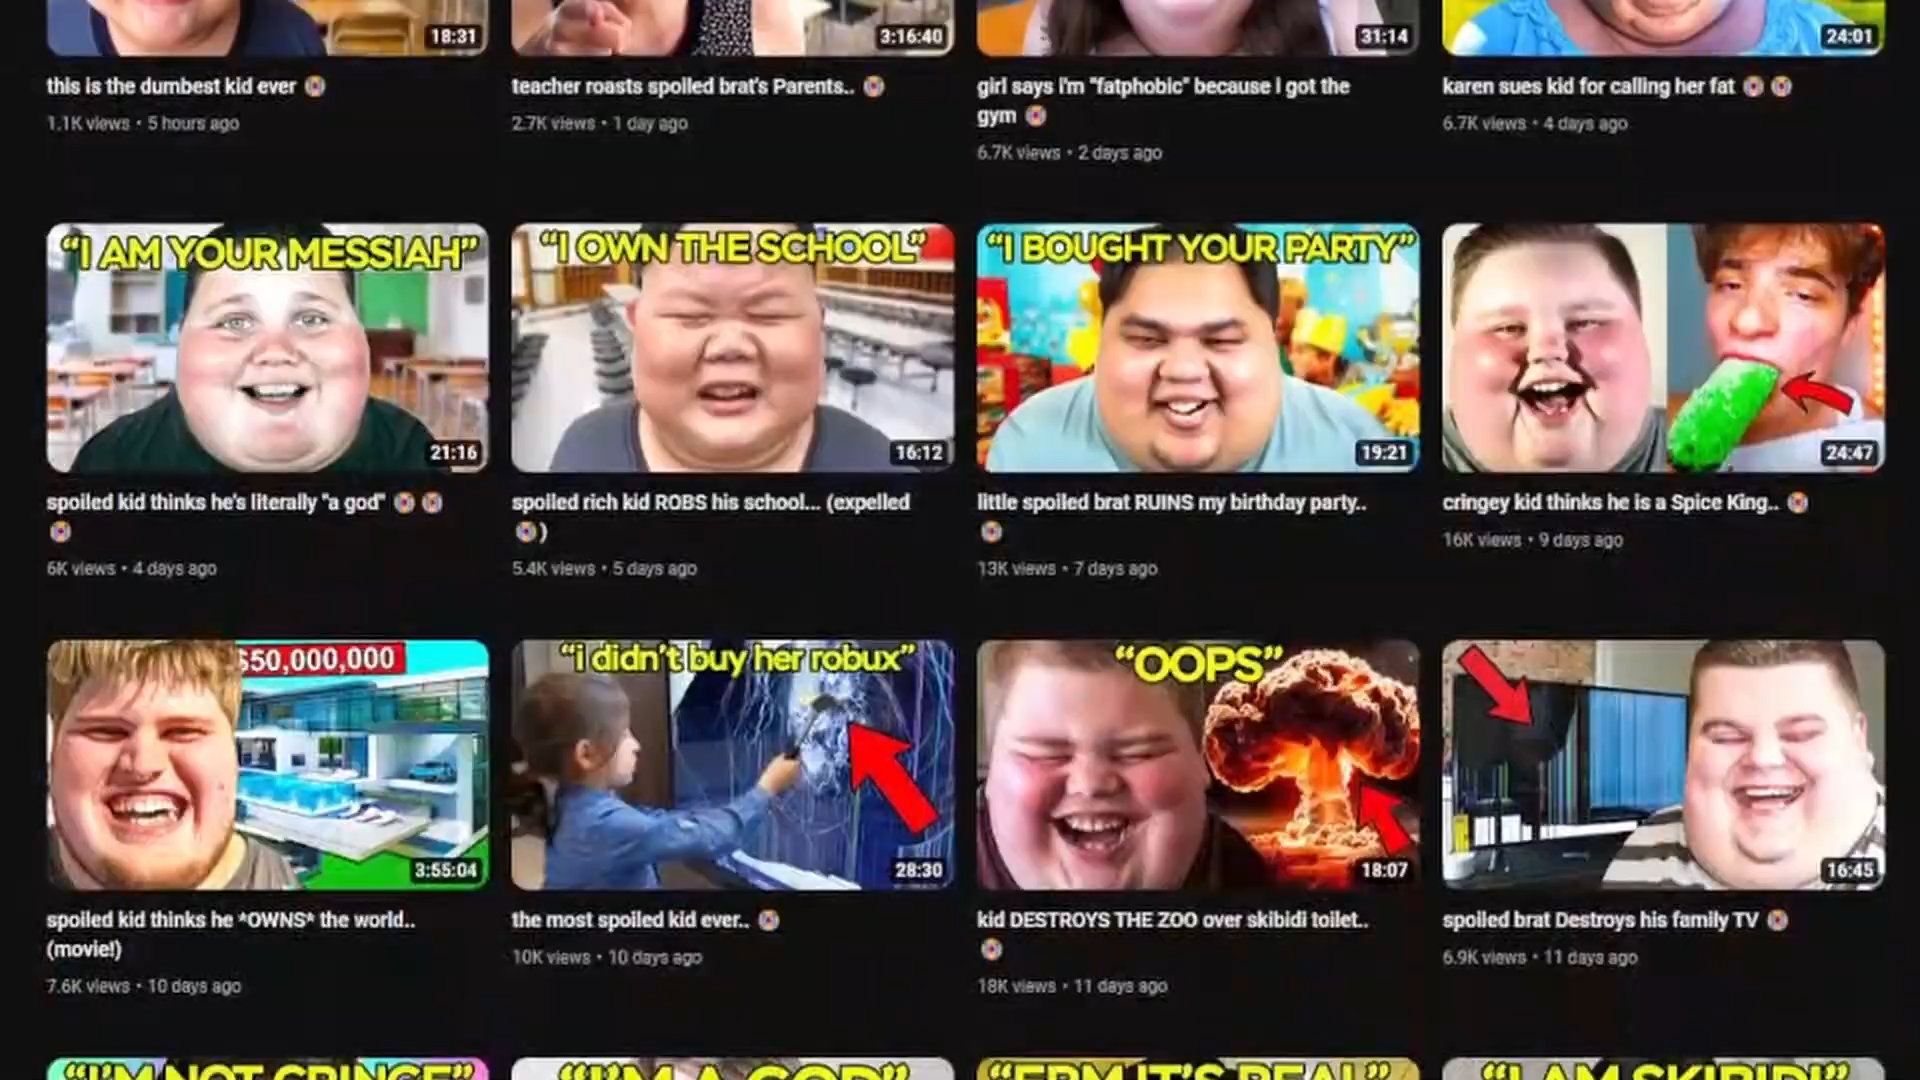 18:31
3:16:40
31:14
24:01
this is the dumbest kid ever
teacher roasts spoiled brat's Parents..
girl says i'm "fatphobic" because I got the
gym
karen sues kid for calling her fat
1.1K views • 5 hours ago
2.7K views • 1 day ago
6.7K views • 2 days ago
6.7K views • 4 days ago
"I AM YOUR MESSIAH"
"I OWN THE SCHOOL"
"I BOUGHT YOUR PARTY"
21:16
16:12
19:21
24:47
spoiled kid thinks he's literally "a god"
spoiled rich kid ROBS his school... (expelled
)
little spoiled brat RUINS my birthday party..
cringey kid thinks he is a Spice King..
6K views • 4 days ago
5.4K views • 5 days ago
13K views • 7 days ago
16K views • 9 days ago
$50,000,000
"i didn't buy her robux"
"OOPS"
3:55:04
28:30
18:07
16:45
spoiled kid thinks he *OWNS* the world..
(movie!)
the most spoiled kid ever..
kid DESTROYS THE ZOO over skibidi toilet..
spoiled brat Destroys his family TV
7.6K views • 10 days ago
10K views • 10 days ago
18K views • 11 days ago
6.9K views • 11 days ago
"I'M NOT CRINGE"
"I'M A GOD"
"ERM IT'S REAL"
"I AM SKIBIDI"